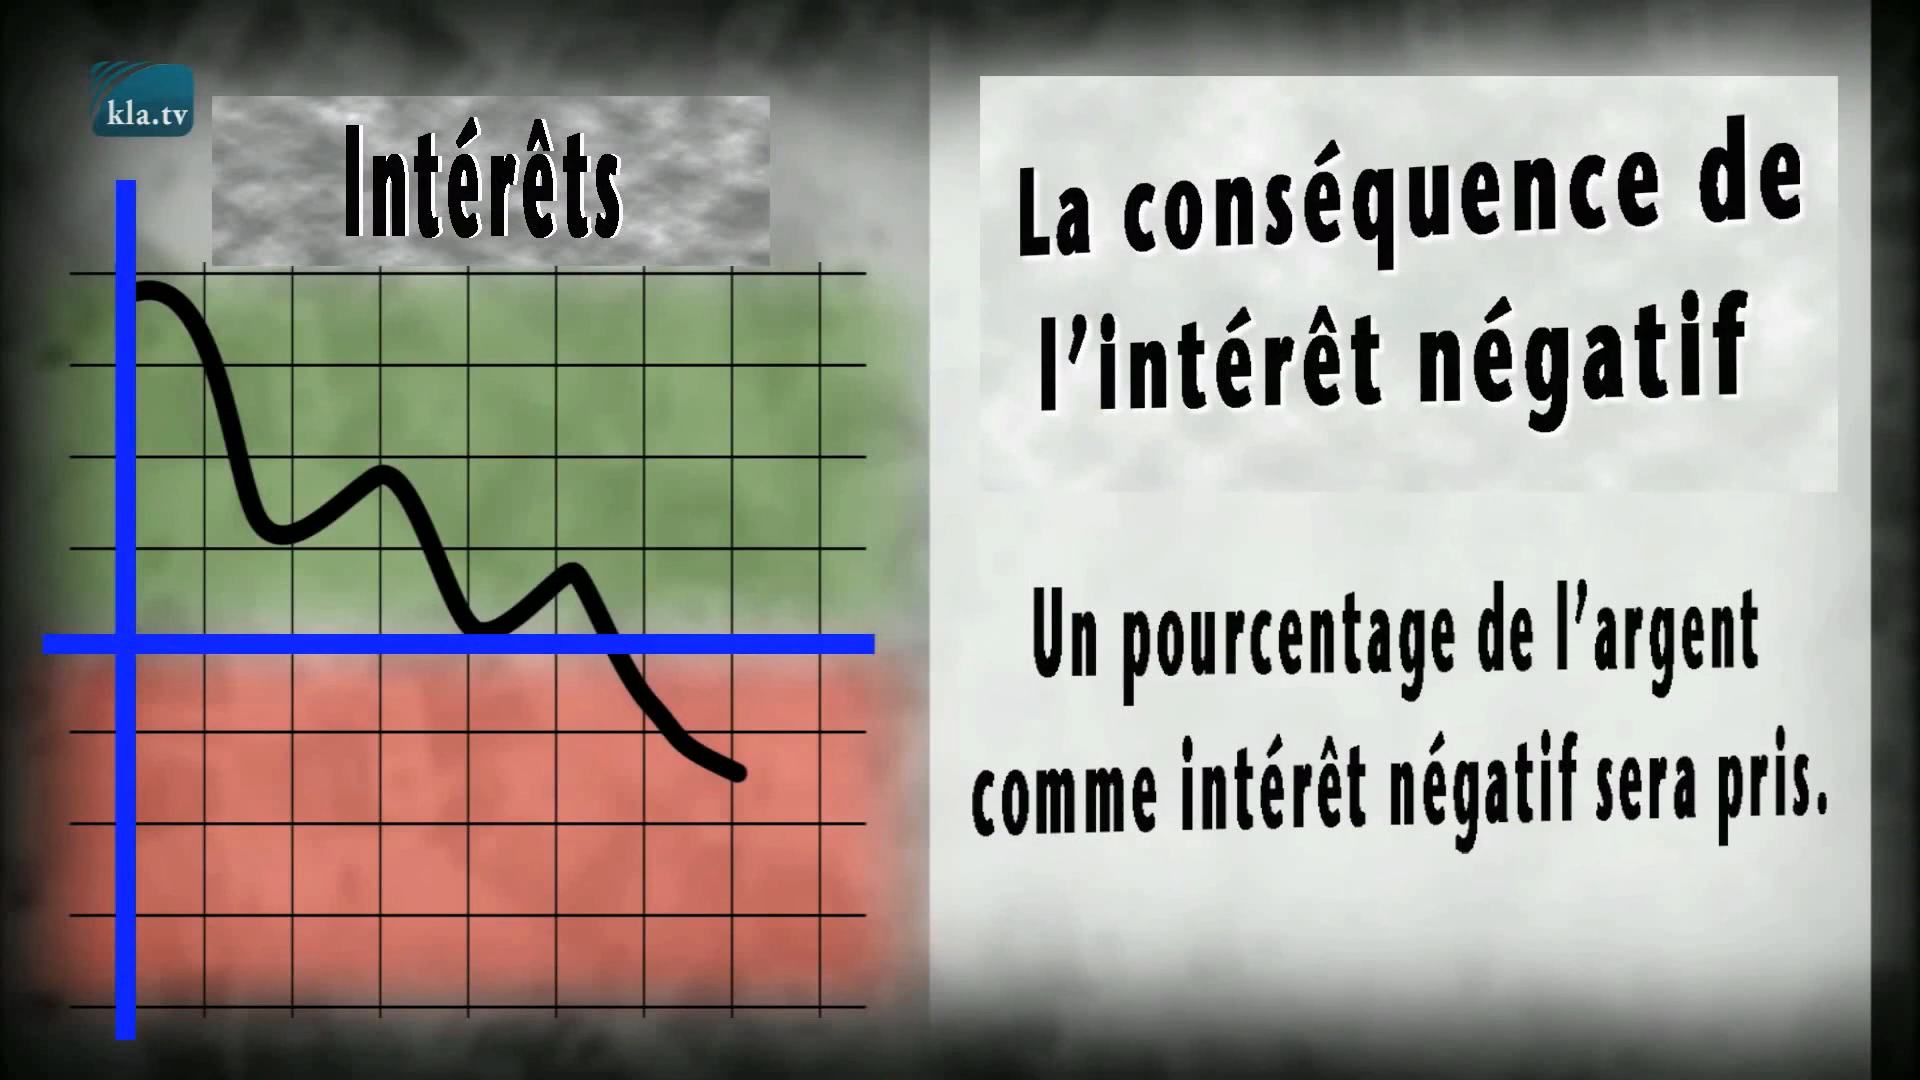 kla.tv
Intérêts
La conséquence de
l’intérêt négatif
Un pourcentage de l’argent
comme intérêt négatif sera pris.